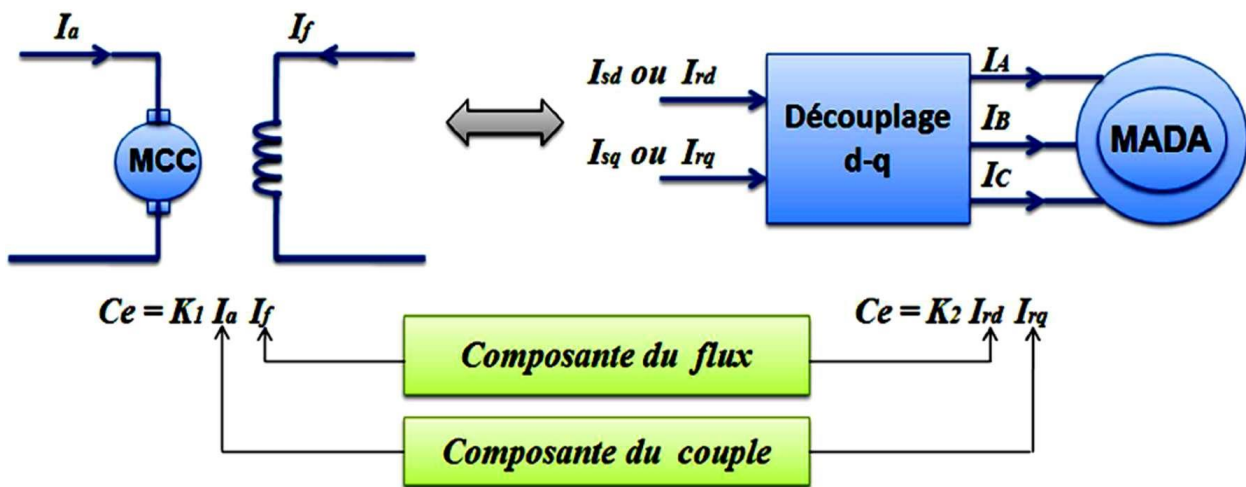 Ia
If
MCC
Isd ou Ird
Isq ou Irq
Découplage
d-q
IA
IB
IC
MADA
Ce = K1 Ia If
Ce = K2 Ird Irq
Composante du flux
Composante du couple